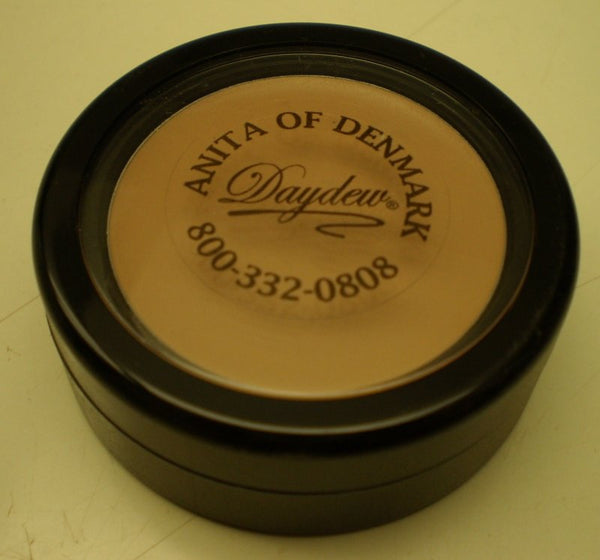 ANITA OF DENMARK
Daydew®
800-332-0808